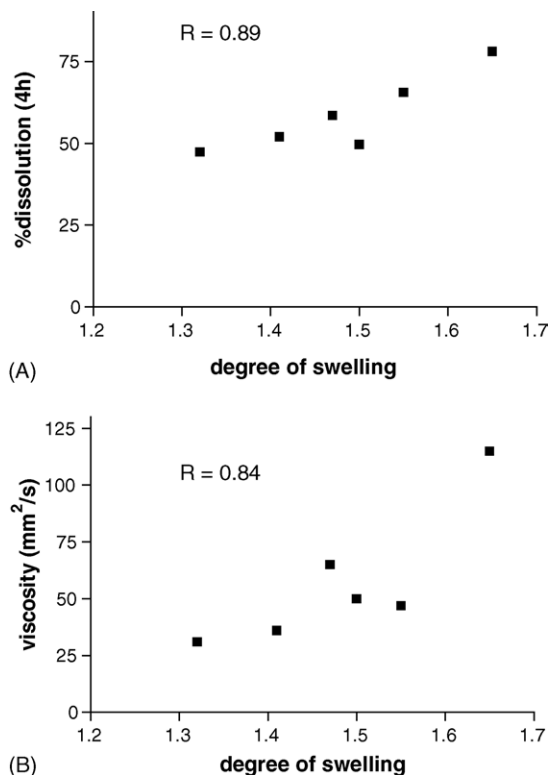 R = 0.89
75
50
25
0
%dissolution (4h)
1.2 1.3 1.4 1.5 1.6 1.7
degree of swelling
(A)
125
R = 0.84
100
75
50
25
0
viscosity (mm²/s)
1.2 1.3 1.4 1.5 1.6 1.7
degree of swelling
(B)